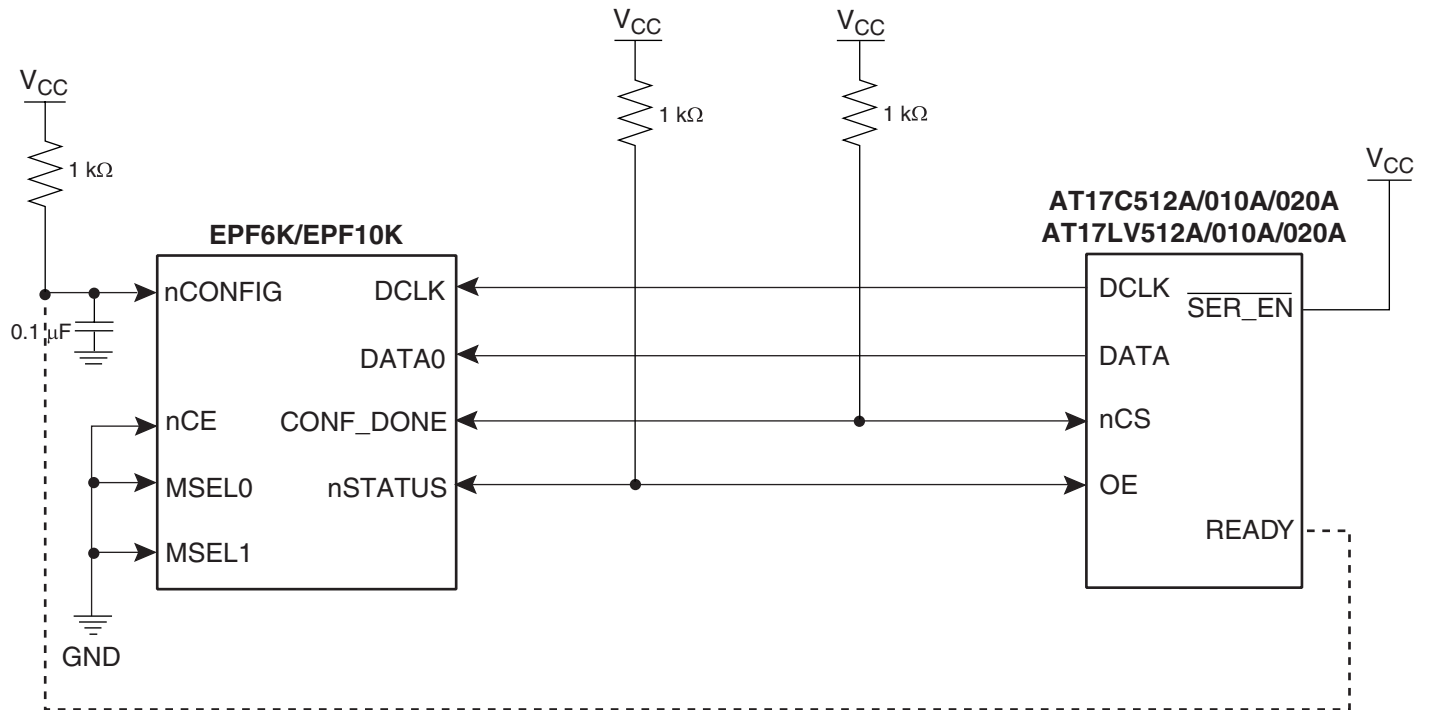 VCC
VCC
VCC
1 kΩ
1 kΩ
1 kΩ
VCC
AT17C512A/010A/020A
AT17LV512A/010A/020A
EPF6K/EPF10K
nCONFIG
DCLK
DCLK
SER_EN
0.1 μF
DATA0
DATA
nCE
CONF_DONE
nCS
MSEL0
nSTATUS
OE
READY
MSEL1
GND